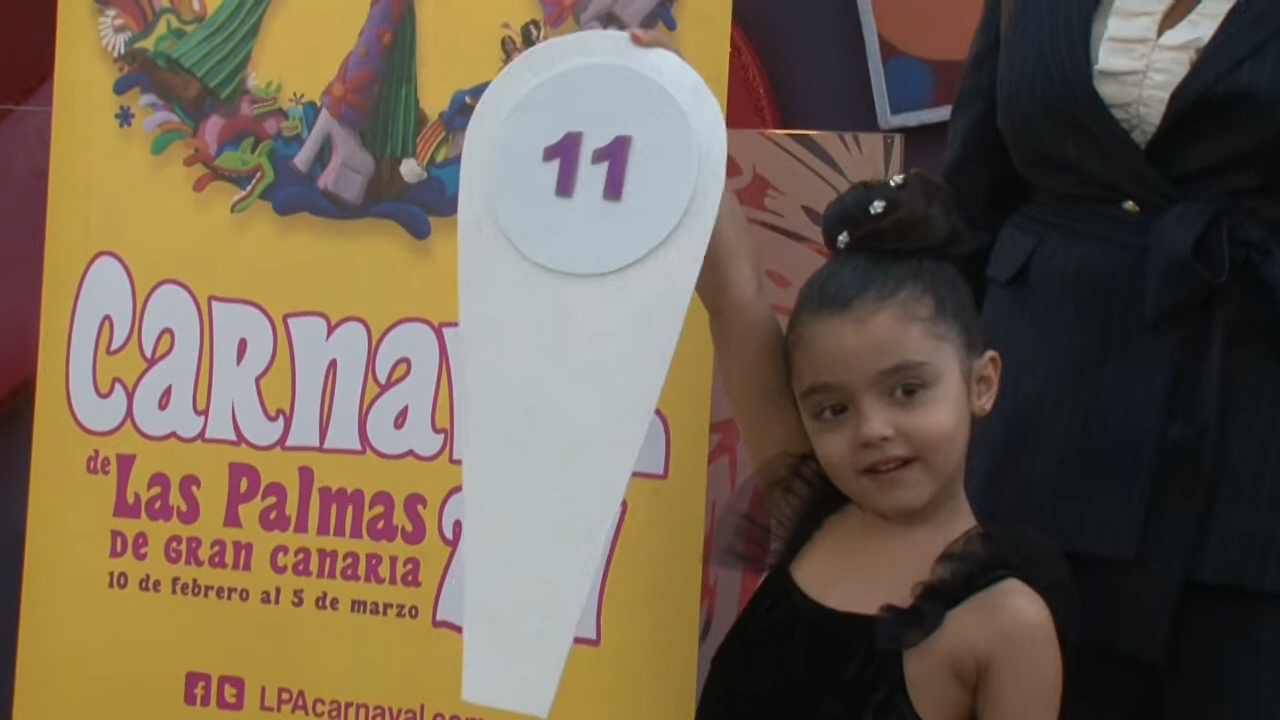 11
CARNA
de Las Palmas
DE GRAN CANARIA
10 de febrero al 5 de marzo
LPAcarnaval.com